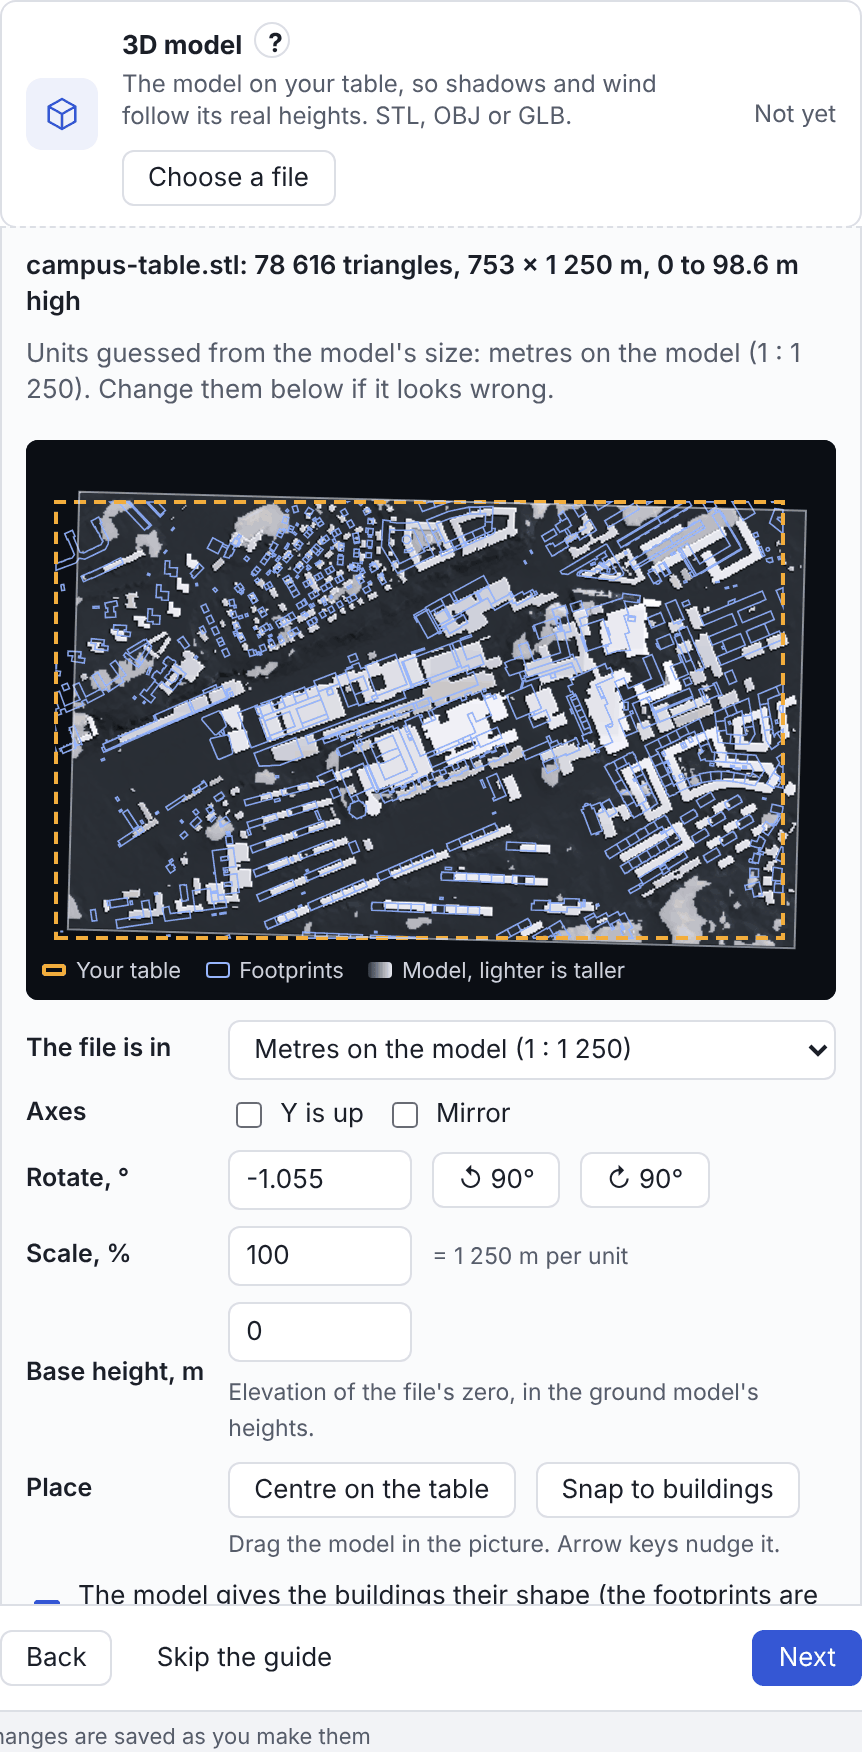 3D model ?
The model on your table, so shadows and wind
follow its real heights. STL, OBJ or GLB.
Not yet
Choose a file
campus-table.stl: 78 616 triangles, 753 × 1 250 m, 0 to 98.6 m
high
Units guessed from the model's size: metres on the model (1 : 1
250). Change them below if it looks wrong.
Your table Footprints Model, lighter is taller
The file is in Metres on the model (1 : 1 250)
Axes Y is up Mirror
Rotate, ° -1.055 90° 90°
Scale, % 100 = 1 250 m per unit
0
Base height, m
Elevation of the file's zero, in the ground model's
heights.
Place Centre on the table Snap to buildings
Drag the model in the picture. Arrow keys nudge it.
The model gives the buildings their shape (the footprints are
Back Skip the guide Next
hanges are saved as you make them